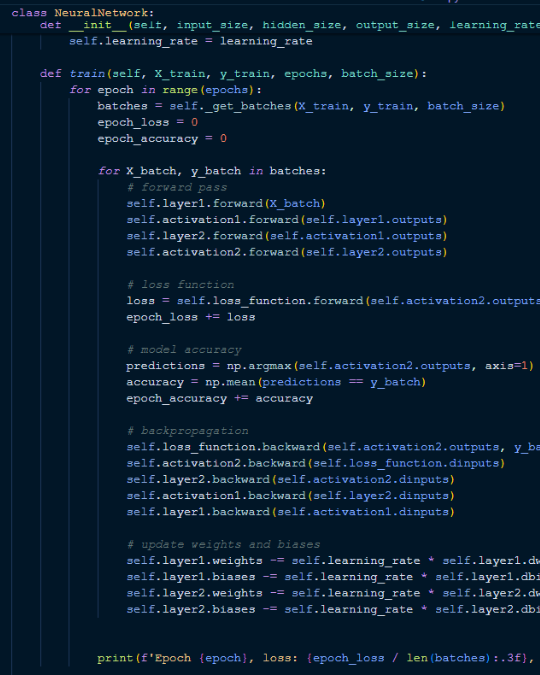 class NeuralNetwork:
def __init__(self, input_size, hidden_size, output_size, learning_rate
self.learning_rate = learning_rate
def train(self, X_train, y_train, epochs, batch_size):
for epoch in range(epochs):
batches = self._get_batches(X_train, y_train, batch_size)
epoch_loss = 0
epoch_accuracy = 0
for X_batch, y_batch in batches:
# forward pass
self.layer1.forward(X_batch)
self.activation1.forward(self.layer1.outputs)
self.layer2.forward(self.activation1.outputs)
self.activation2.forward(self.layer2.outputs)
# loss function
loss = self.loss_function.forward(self.activation2.outputs
epoch_loss += loss
# model accuracy
predictions = np.argmax(self.activation2.outputs, axis=1)
accuracy = np.mean(predictions == y_batch)
epoch_accuracy += accuracy
# backpropagation
self.loss_function.backward(self.activation2.outputs, y_ba
self.activation2.backward(self.loss_function.dinputs)
self.layer2.backward(self.activation2.dinputs)
self.activation1.backward(self.layer2.dinputs)
self.layer1.backward(self.activation1.dinputs)
# update weights and biases
self.layer1.weights -= self.learning_rate * self.layer1.dw
self.layer1.biases -= self.learning_rate * self.layer1.dbi
self.layer2.weights -= self.learning_rate * self.layer2.dw
self.layer2.biases -= self.learning_rate * self.layer2.dbi
print(f'Epoch {epoch}, loss: {epoch_loss / len(batches):.3f},